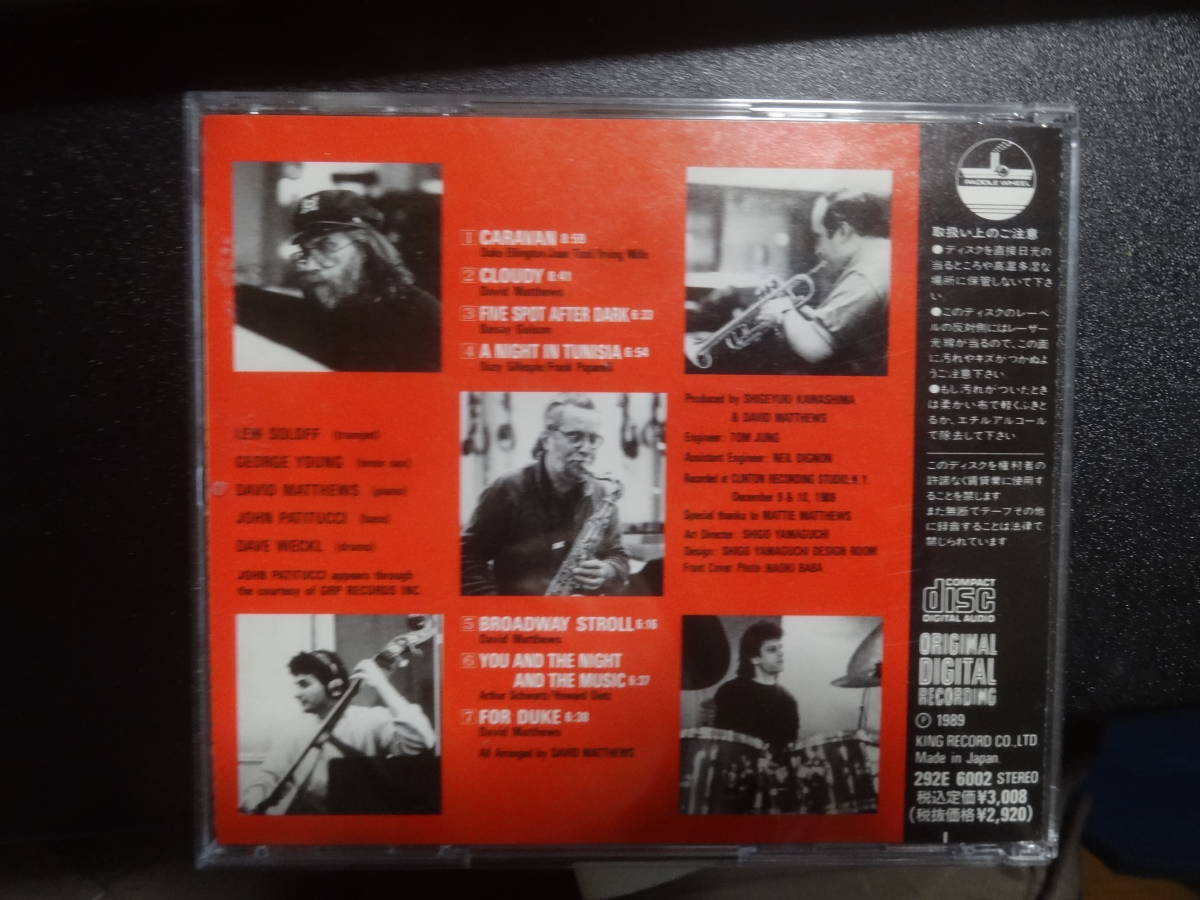 1 CARAVAN 8:59
Duke Ellington/Juan Tizol/Irving Mills
2 CLOUDY 8:41
David Matthews
3 FIVE SPOT AFTER DARK 6:33
Benny Golson
4 A NIGHT IN TUNISIA 6:54
Dizzy Gillespie/Frank Paparelli
LEW SOLOFF (trumpet)
GEORGE YOUNG (tenor sax)
DAVID MATTHEWS (piano)
JOHN PATITUCCI (bass)
DAVE WECKL (drums)
JOHN PATITUCCI appears through
the courtesy of GRP RECORDS INC.
5 BROADWAY STROLL 6:16
David Matthews
6 YOU AND THE NIGHT
AND THE MUSIC 6:37
Arthur Schwartz/Howard Dietz
7 FOR DUKE 6:38
David Matthews
All Arranged by DAVID MATTHEWS
Produced by SHIGEYUKI KAWASHIMA
& DAVID MATTHEWS
Engineer: TOM JUNG
Assistant Engineer: NEIL DIGNON
Recorded at CLINTON RECORDING STUDIO, N.Y.
December 9 & 10, 1988
Special thanks to MATTIE MATTHEWS
Art Director: SHIGO YAMAGUCHI
Design: SHIGO YAMAGUCHI DESIGN ROOM
Front Cover Photo: NAOKI BABA
PADDLE WHEEL
取扱い上のご注意
●ディスクを直接日光の
当るところや高温多湿な
場所に保管しないで下さ
い
●このディスクのレーベ
ルの反対側にはレーザー
光線が当るので、この面
に汚れやキズがつかぬよ
うご注意下さい
●もし汚れがついたとき
は柔かい布で軽くふきと
るか、エチルアルコール
で除去して下さい
このディスクを権利者の
許諾なく賃貸業に使用す
ることを禁じます
また無断でテープその他
に録音することは法律で
禁じられています
COMPACT
disc
DIGITAL AUDIO
ORIGINAL
DIGITAL
RECORDING
Ⓟ 1989
KING RECORD CO.,LTD
Made in Japan
292E 6002 STEREO
税込定価¥3,008
(税抜価格¥2,920)